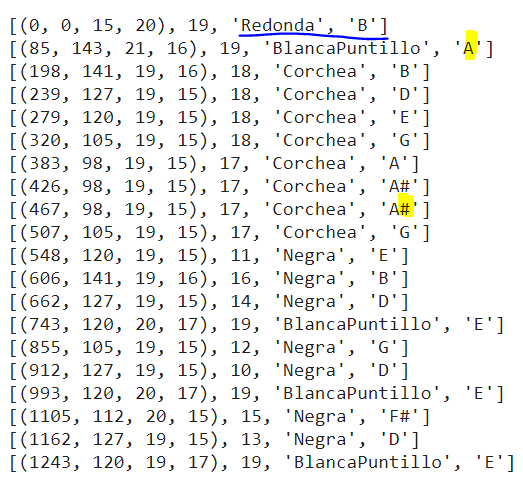 [(0, 0, 15, 20), 19, 'Redonda', 'B']
[(85, 143, 21, 16), 19, 'BlancaPuntillo', 'A']
[(198, 141, 19, 16), 18, 'Corchea', 'B']
[(239, 127, 19, 15), 18, 'Corchea', 'D']
[(279, 120, 19, 15), 18, 'Corchea', 'E']
[(320, 105, 19, 15), 18, 'Corchea', 'G']
[(383, 98, 19, 15), 17, 'Corchea', 'A']
[(426, 98, 19, 15), 17, 'Corchea', 'A#']
[(467, 98, 19, 15), 17, 'Corchea', 'A#']
[(507, 105, 19, 15), 17, 'Corchea', 'G']
[(548, 120, 19, 15), 11, 'Negra', 'E']
[(606, 141, 19, 16), 16, 'Negra', 'B']
[(662, 127, 19, 15), 14, 'Negra', 'D']
[(743, 120, 20, 17), 19, 'BlancaPuntillo', 'E']
[(855, 105, 19, 15), 12, 'Negra', 'G']
[(912, 127, 19, 15), 10, 'Negra', 'D']
[(993, 120, 20, 17), 19, 'BlancaPuntillo', 'E']
[(1105, 112, 20, 15), 15, 'Negra', 'F#']
[(1162, 127, 19, 15), 13, 'Negra', 'D']
[(1243, 120, 19, 17), 19, 'BlancaPuntillo', 'E']